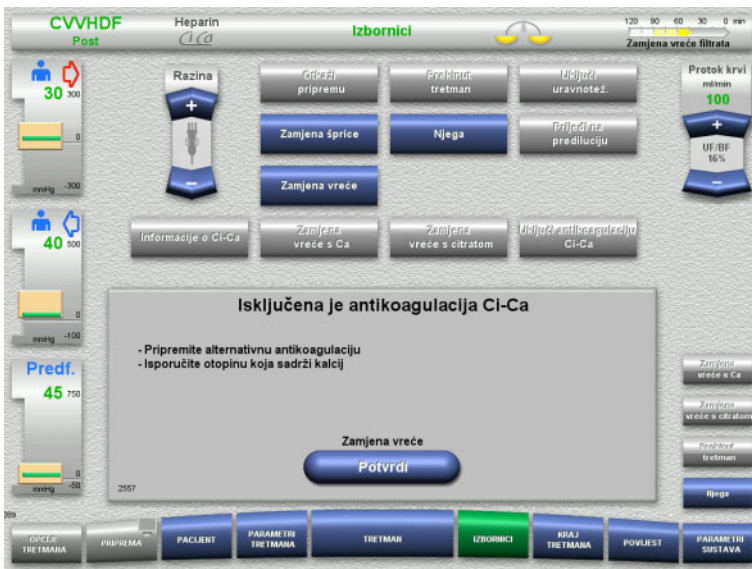 CVVHDF
Post
Heparin
Ci Ca
Izbornici
120 90 60 30 0 min
Zamjena vreće filtrata
30 300
0
mmHg -300
Razina
+
−
Otkaži
pripremu
Prekinut
tretman
Uključi
uravnotež.
Zamjena šprice
Njega
Prijeđi na
prediluciju
Zamjena vreće
Protok krvi
ml/min
100
+
UF/BF
16%
−
40 500
0
mmHg -100
Informacije o Ci-Ca
Zamjena
vreće s Ca
Zamjena
vreće s citratom
Uključi antikoagulaciju
Ci-Ca
Isključena je antikoagulacija Ci-Ca
- Pripremite alternativnu antikoagulaciju
- Isporučite otopinu koja sadrži kalcij
Zamjena vreće
Potvrdi
2557
Predf.
45 750
0
mmHg -50
Zamjena
vreće s Ca
Zamjena
vreće s citratom
Prekinut
tretman
Njega
OPCIJE
TRETMANA
PRIPREMA
PACIJENT
PARAMETRI
TRETMANA
TRETMAN
IZBORNICI
KRAJ
TRETMANA
POVIJEST
PARAMETRI
SUSTAVA